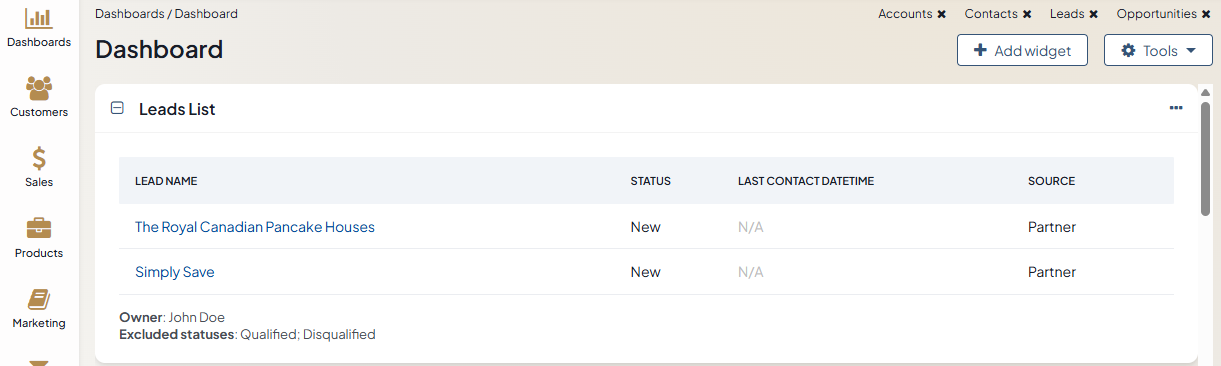 Dashboards / Dashboard
Accounts ✖ Contacts ✖ Leads ✖ Opportunities ✖
Dashboard
Add widget
Tools
Dashboards
Customers
Sales
Products
Marketing
Leads List
LEAD NAME STATUS LAST CONTACT DATETIME SOURCE
The Royal Canadian Pancake Houses New N/A Partner
Simply Save New N/A Partner
Owner: John Doe
Excluded statuses: Qualified; Disqualified